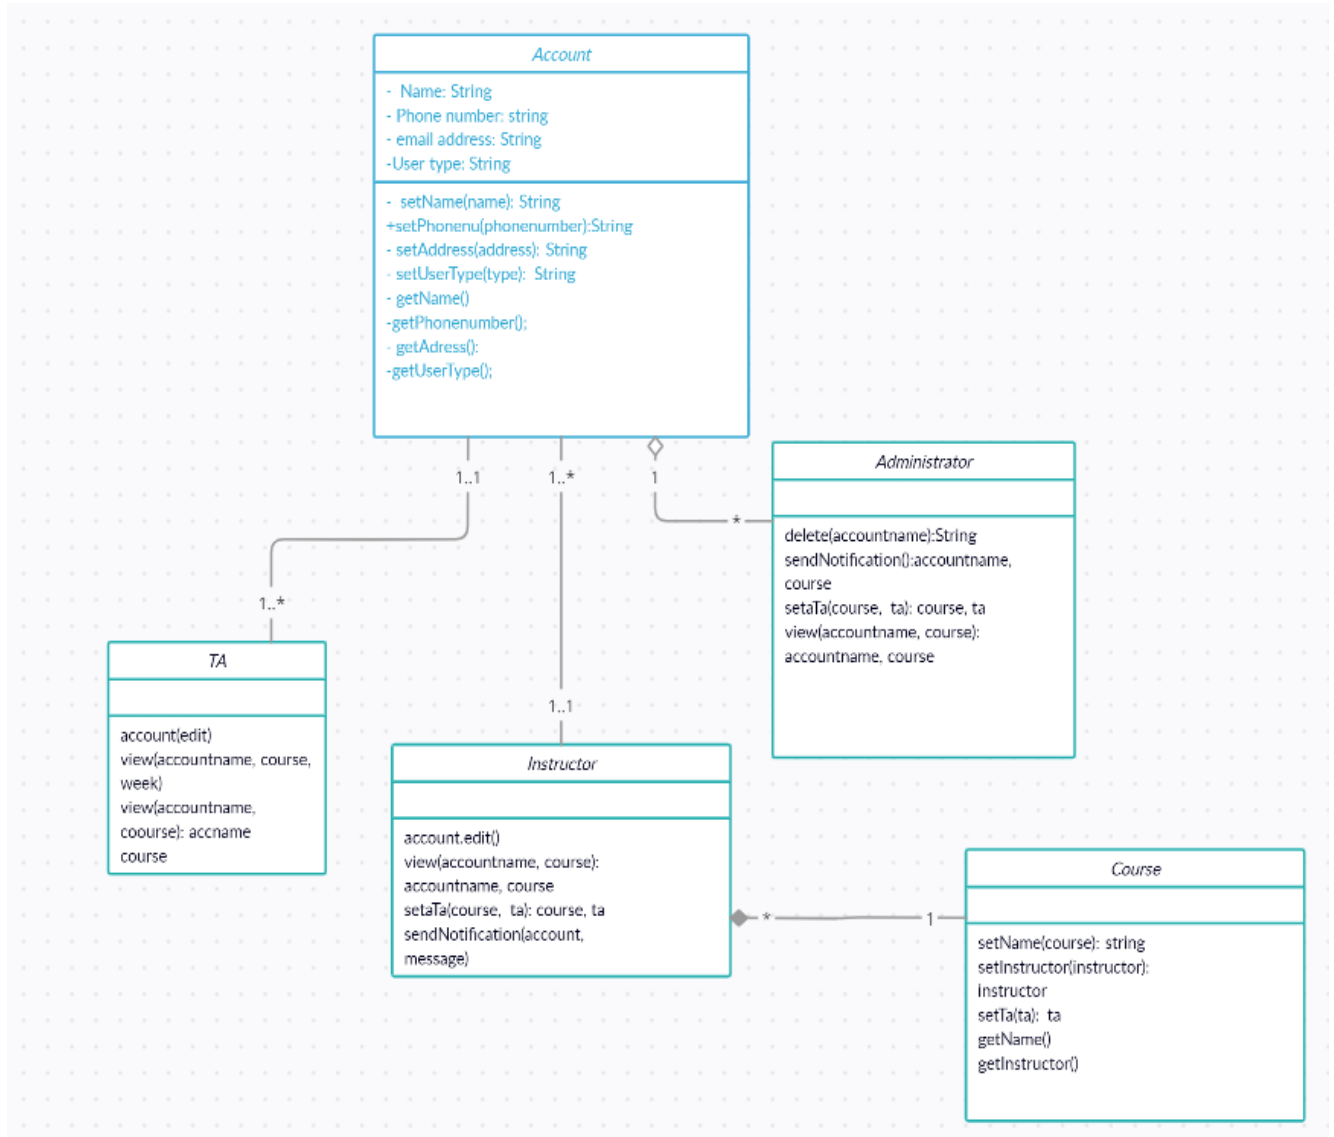 Account
- Name: String
- Phone number: string
- email address: String
-User type: String
- setName(name): String
+setPhonenu(phonenumber):String
- setAddress(address): String
- setUserType(type): String
- getName()
-getPhonenumber();
- getAdress():
-getUserType();
1..1
1..*
1
*
Administrator
delete(accountname):String
sendNotification():accountname,
course
setaTa(course, ta): course, ta
view(accountname, course):
accountname, course
1..*
TA
account(edit)
view(accountname, course,
week)
view(accountname,
coourse): accname
course
1..1
Instructor
account.edit()
view(accountname, course):
accountname, course
setaTa(course, ta): course, ta
sendNotification(account,
message)
*
1
Course
setName(course): string
setInstructor(instructor):
instructor
setTa(ta): ta
getName()
getInstructor()